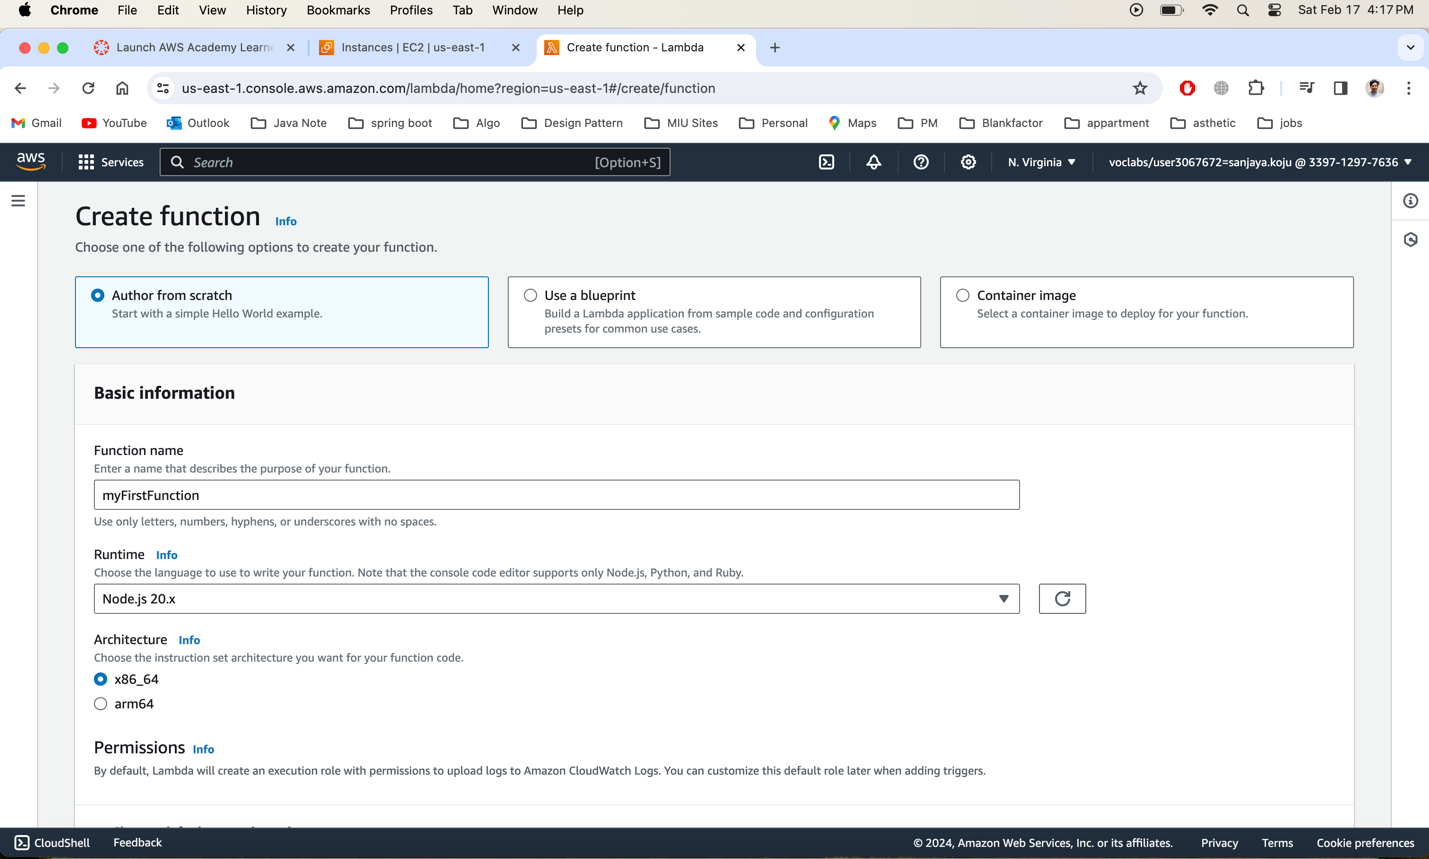 Chrome File Edit View History Bookmarks Profiles Tab Window Help Sat Feb 17 4:17 PM
Launch AWS Academy Learne Instances | EC2 | us-east-1 Create function - Lambda
us-east-1.console.aws.amazon.com/lambda/home?region=us-east-1#/create/function
Gmail YouTube Outlook Java Note spring boot Algo Design Pattern MIU Sites Personal Maps PM Blankfactor appartment asthetic jobs
aws Services Search [Option+S] N. Virginia voclabs/user3067672=sanjaya.koju @ 3397-1297-7636
Create function Info
Choose one of the following options to create your function.
Author from scratch
Start with a simple Hello World example.
Use a blueprint
Build a Lambda application from sample code and configuration
presets for common use cases.
Container image
Select a container image to deploy for your function.
Basic information
Function name
Enter a name that describes the purpose of your function.
myFirstFunction
Use only letters, numbers, hyphens, or underscores with no spaces.
Runtime Info
Choose the language to use to write your function. Note that the console code editor supports only Node.js, Python, and Ruby.
Node.js 20.x
Architecture Info
Choose the instruction set architecture you want for your function code.
x86_64
arm64
Permissions Info
By default, Lambda will create an execution role with permissions to upload logs to Amazon CloudWatch Logs. You can customize this default role later when adding triggers.
CloudShell Feedback © 2024, Amazon Web Services, Inc. or its affiliates. Privacy Terms Cookie preferences